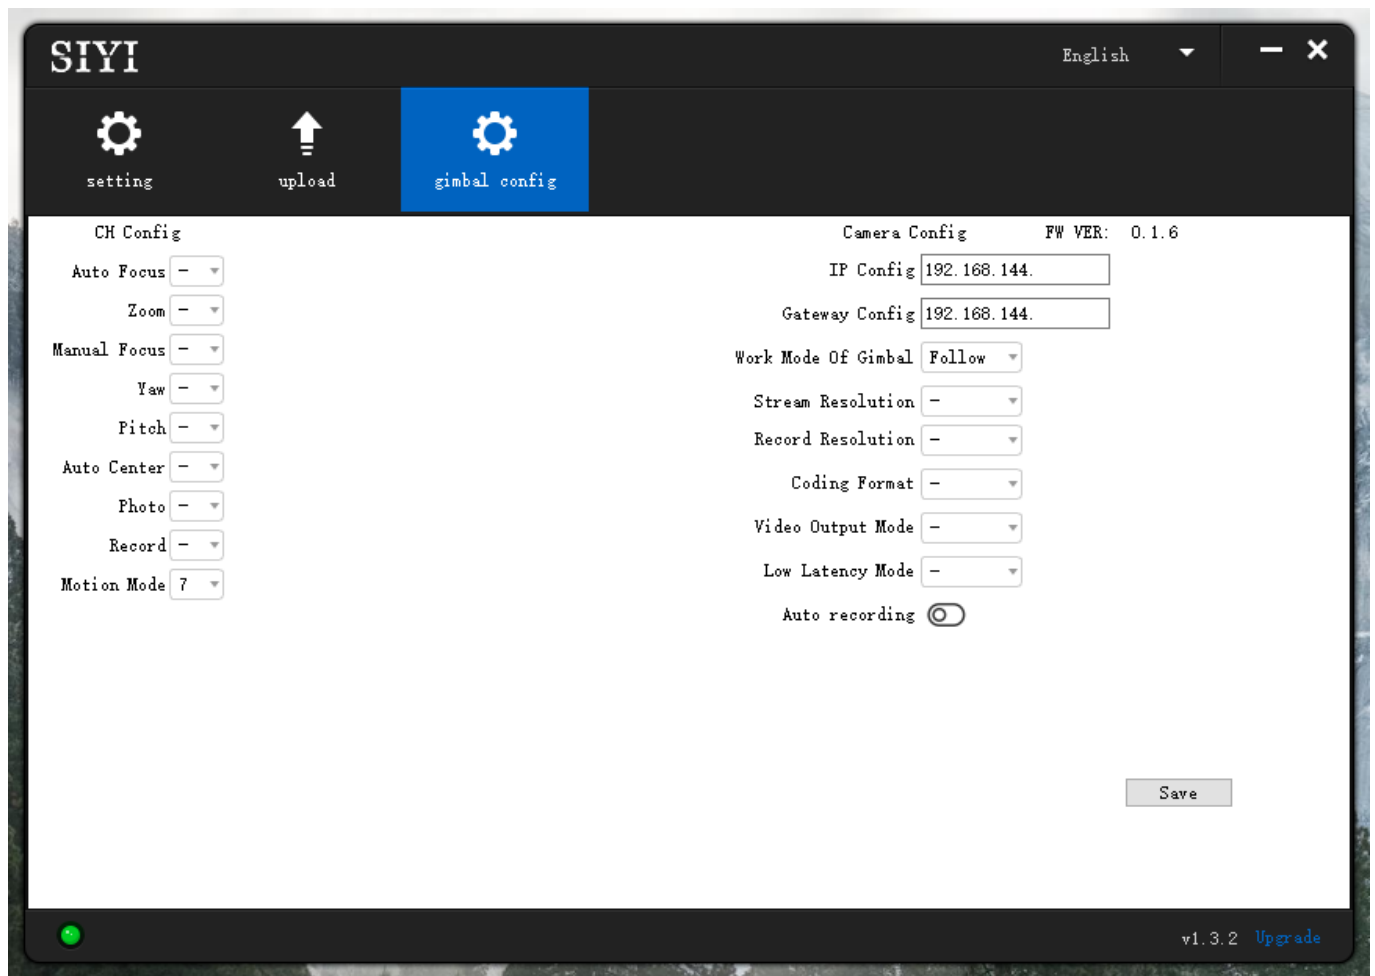 SIYI
English
setting
upload
gimbal config
CH Config
Auto Focus -
Zoom -
Manual Focus -
Yaw -
Pitch -
Auto Center -
Photo -
Record -
Motion Mode 7
Camera Config FW VER: 0.1.6
IP Config 192.168.144.
Gateway Config 192.168.144.
Work Mode Of Gimbal Follow
Stream Resolution -
Record Resolution -
Coding Format -
Video Output Mode -
Low Latency Mode -
Auto recording
Save
v1.3.2 Upgrade